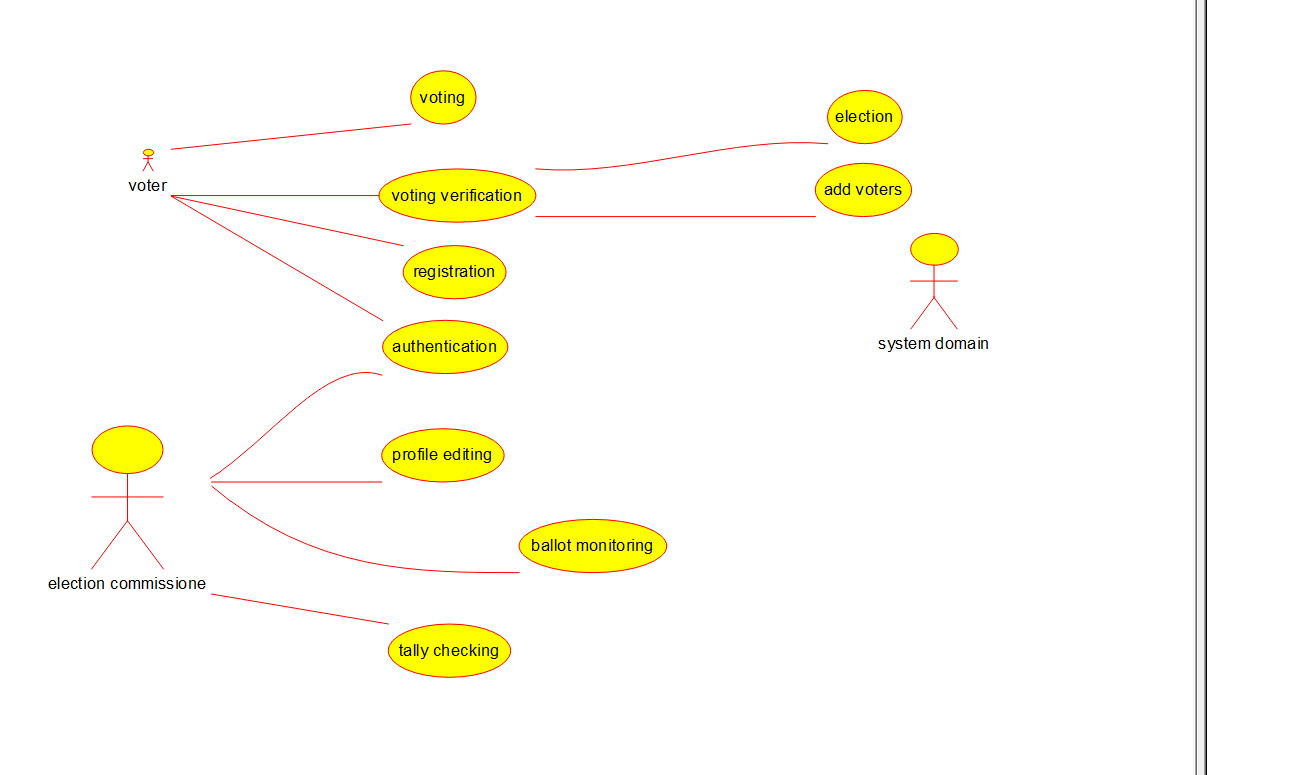 voting
election
voter
voting verification
add voters
registration
system domain
authentication
profile editing
ballot monitoring
election commissione
tally checking